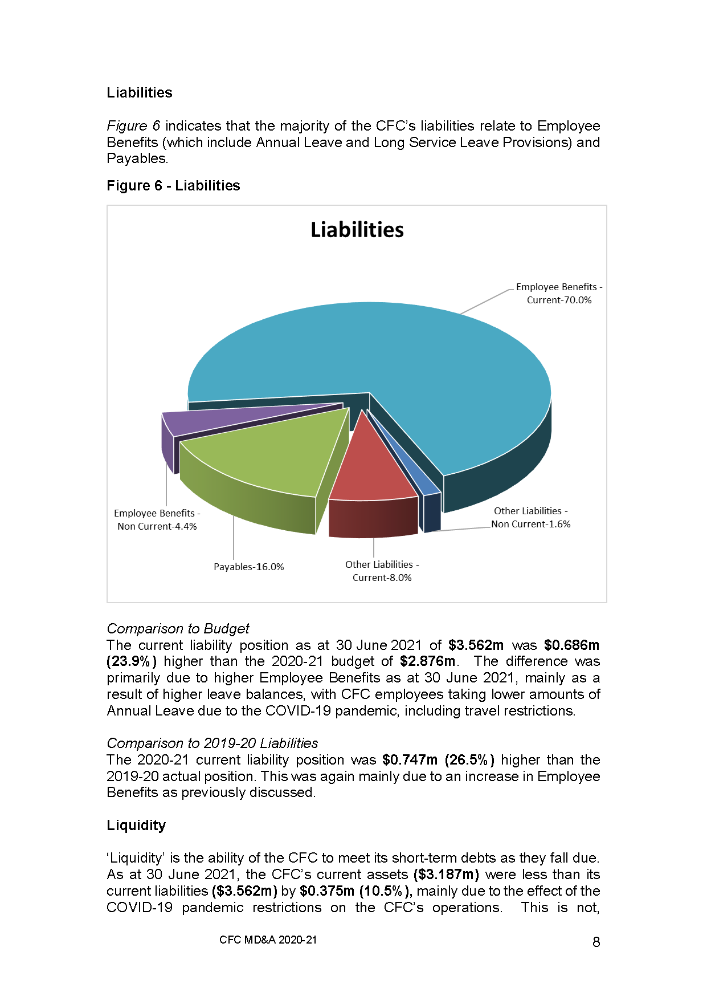 Liabilities
Figure 6 indicates that the majority of the CFC’s liabilities relate to Employee
Benefits (which include Annual Leave and Long Service Leave Provisions) and
Payables.
Figure 6 - Liabilities
Liabilities
Employee Benefits -
Current-70.0%
Employee Benefits -
Non Current-4.4%
Other Liabilities -
Non Current-1.6%
Payables-16.0%
Other Liabilities -
Current-8.0%
Comparison to Budget
The current liability position as at 30 June 2021 of $3.562m was $0.686m
(23.9%) higher than the 2020-21 budget of $2.876m. The difference was
primarily due to higher Employee Benefits as at 30 June 2021, mainly as a
result of higher leave balances, with CFC employees taking lower amounts of
Annual Leave due to the COVID-19 pandemic, including travel restrictions.
Comparison to 2019-20 Liabilities
The 2020-21 current liability position was $0.747m (26.5%) higher than the
2019-20 actual position. This was again mainly due to an increase in Employee
Benefits as previously discussed.
Liquidity
‘Liquidity’ is the ability of the CFC to meet its short-term debts as they fall due.
As at 30 June 2021, the CFC’s current assets ($3.187m) were less than its
current liabilities ($3.562m) by $0.375m (10.5%), mainly due to the effect of the
COVID-19 pandemic restrictions on the CFC’s operations. This is not,
CFC MD&A 2020-21
8